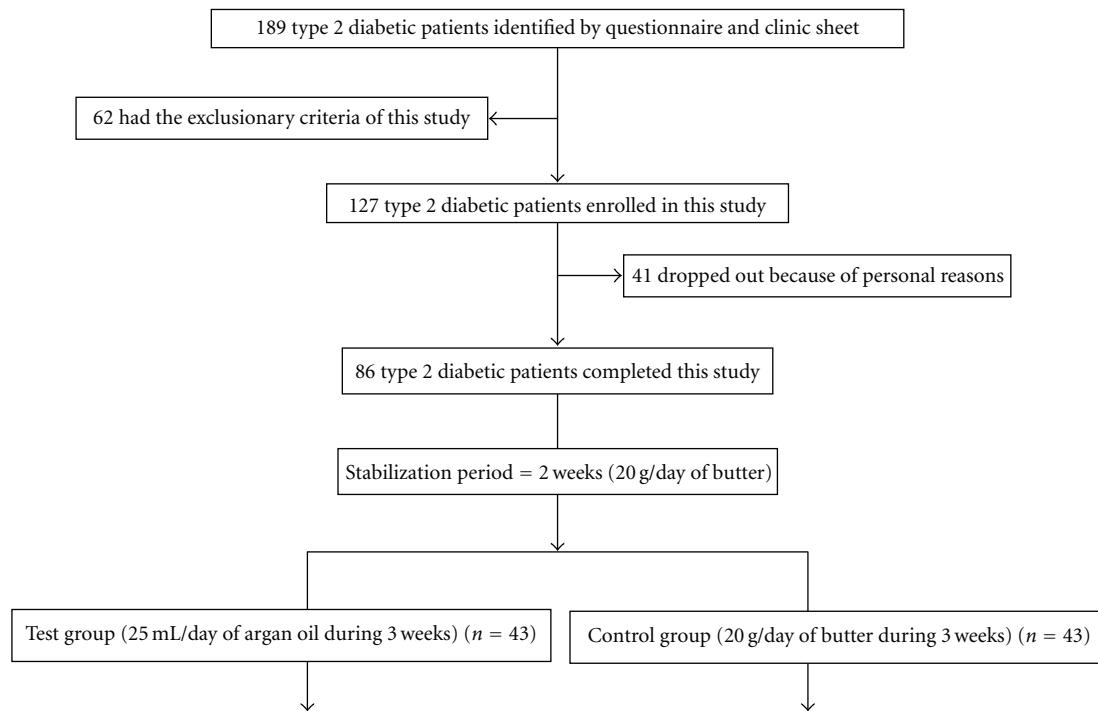 189 type 2 diabetic patients identified by questionnaire and clinic sheet
62 had the exclusionary criteria of this study
127 type 2 diabetic patients enrolled in this study
41 dropped out because of personal reasons
86 type 2 diabetic patients completed this study
Stabilization period = 2 weeks (20 g/day of butter)
Test group (25 mL/day of argan oil during 3 weeks) (n = 43)
Control group (20 g/day of butter during 3 weeks) (n = 43)